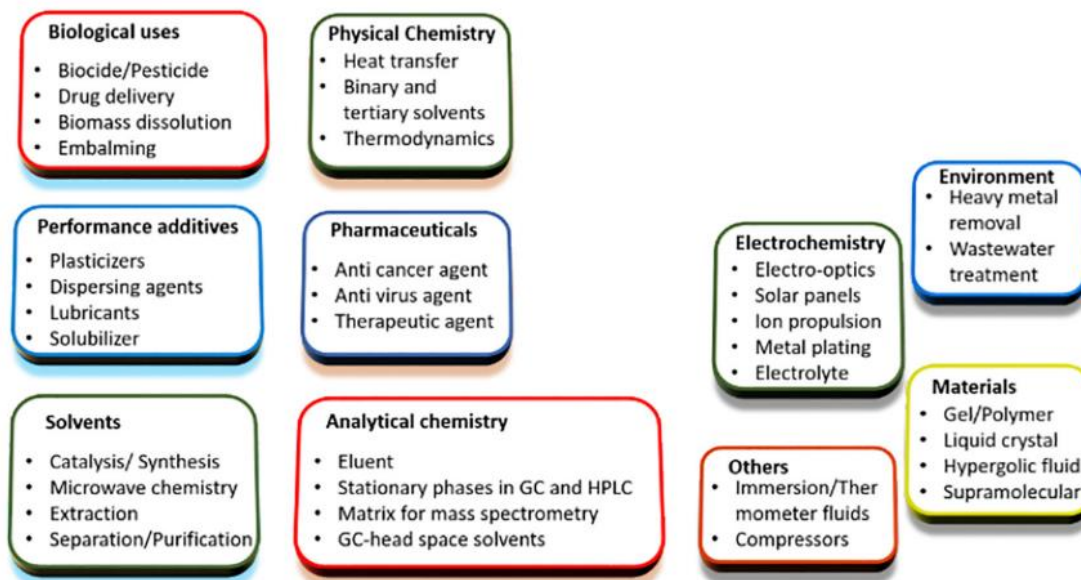 Biological uses
• Biocide/Pesticide
• Drug delivery
• Biomass dissolution
• Embalming
Physical Chemistry
• Heat transfer
• Binary and
tertiary solvents
• Thermodynamics
Performance additives
• Plasticizers
• Dispersing agents
• Lubricants
• Solubilizer
Pharmaceuticals
• Anti cancer agent
• Anti virus agent
• Therapeutic agent
Solvents
• Catalysis/ Synthesis
• Microwave chemistry
• Extraction
• Separation/Purification
Analytical chemistry
• Eluent
• Stationary phases in GC and HPLC
• Matrix for mass spectrometry
• GC-head space solvents
Electrochemistry
• Electro-optics
• Solar panels
• Ion propulsion
• Metal plating
• Electrolyte
Environment
• Heavy metal
removal
• Wastewater
treatment
Others
• Immersion/Ther
mometer fluids
• Compressors
Materials
• Gel/Polymer
• Liquid crystal
• Hypergolic fluid
• Supramolecular